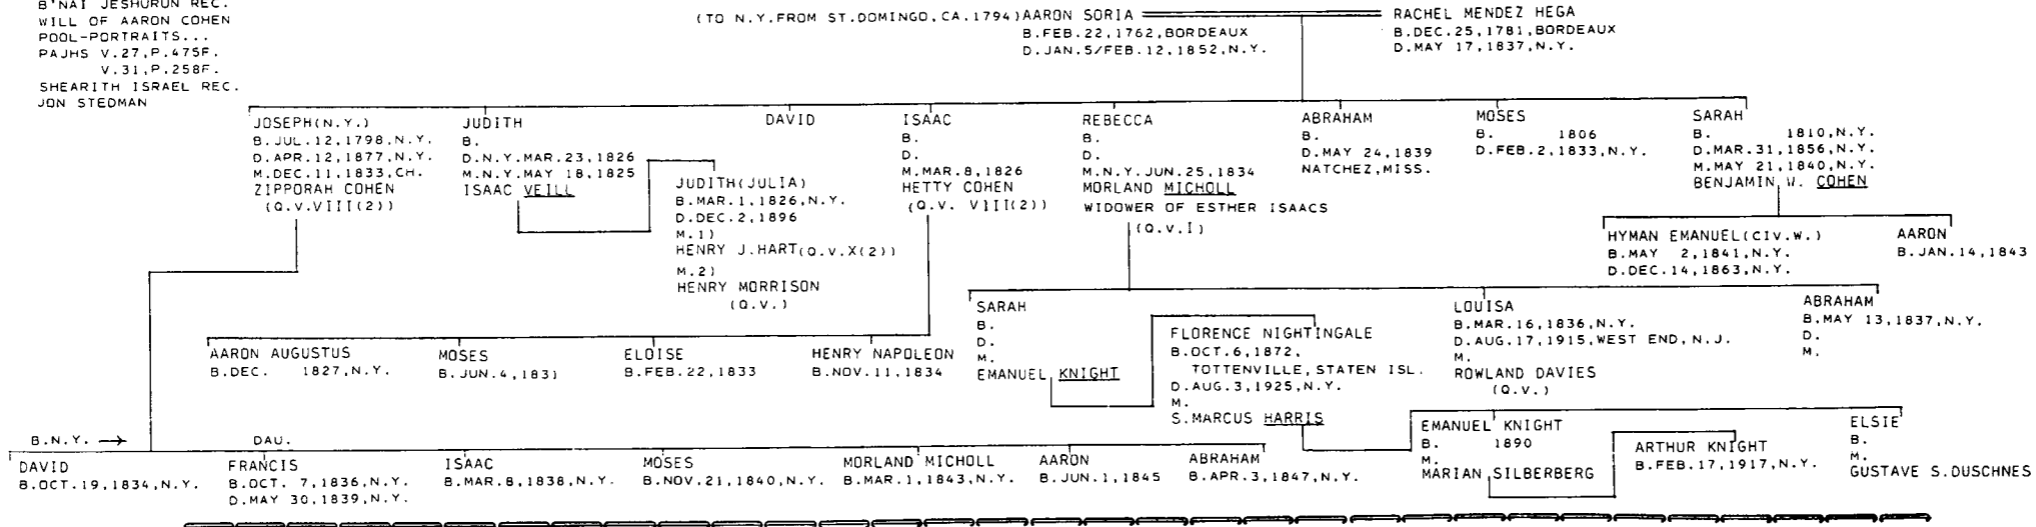 B'NAI JESHURUN REC.
WILL OF AARON COHEN
POOL-PORTRAITS...
PAJHS V.27,P.475F.
V.31,P.258F.
SHEARITH ISRAEL REC.
JON STEDMAN
(TO N.Y.FROM ST.DOMINGO,CA.1794)AARON SORIA
B.FEB.22,1762,BORDEAUX
D.JAN.5/FEB.12,1852,N.Y.
RACHEL MENDEZ HEGA
B.DEC.25,1781,BORDEAUX
D.MAY 17,1837,N.Y.
JOSEPH(N.Y.)
B.JUL.12,1798,N.Y.
D.APR.12,1877,N.Y.
M.DEC.11,1833,CH.
ZIPPORAH COHEN
(Q.V.VIII(2))
JUDITH
B.
D.N.Y.MAR.23,1826
M.N.Y.MAY 18,1825
ISAAC VEILL
JUDITH(JULIA)
B.MAR.1,1826,N.Y.
D.DEC.2,1896
M.1)
HENRY J.HART(Q.V.X(2))
M.2)
HENRY MORRISON
(Q.V.)
DAVID
ISAAC
B.
D.
M.MAR.8,1826
HETTY COHEN
(Q.V. VIII(2))
REBECCA
B.
D.
M.N.Y.JUN.25,1834
MORLAND MICHOLL
WIDOWER OF ESTHER ISAACS
(Q.V.I)
ABRAHAM
B.
D.MAY 24,1839
NATCHEZ,MISS.
MOSES
B. 1806
D.FEB.2,1833,N.Y.
SARAH
B. 1810,N.Y.
D.MAR.31,1856,N.Y.
M.MAY 21,1840,N.Y.
BENJAMIN W. COHEN
HYMAN EMANUEL(CIV.W.)
B.MAY 2,1841,N.Y.
D.DEC.14,1863,N.Y.
AARON
B.JAN.14,1843
AARON AUGUSTUS
B.DEC. 1827,N.Y.
MOSES
B.JUN.4,1831
ELOISE
B.FEB.22,1833
HENRY NAPOLEON
B.NOV.11,1834
SARAH
B.
D.
M.
EMANUEL KNIGHT
FLORENCE NIGHTINGALE
B.OCT.6,1872,
TOTTENVILLE,STATEN ISL.
D.AUG.3,1925,N.Y.
M.
S.MARCUS HARRIS
LOUISA
B.MAR.16,1836,N.Y.
D.AUG.17,1915,WEST END,N.J.
M.
ROWLAND DAVIES
(Q.V.)
ABRAHAM
B.MAY 13,1837,N.Y.
D.
M.
EMANUEL KNIGHT
B. 1890
M.
MARIAN SILBERBERG
ARTHUR KNIGHT
B.FEB.17,1917,N.Y.
ELSIE
B.
M.
GUSTAVE S.DUSCHNES
B.N.Y. →
DAVID
B.OCT.19,1834,N.Y.
DAU.
FRANCIS
B.OCT. 7,1836,N.Y.
D.MAY 30,1839,N.Y.
ISAAC
B.MAR.8,1838,N.Y.
MOSES
B.NOV.21,1840,N.Y.
MORLAND MICHOLL
B.MAR.1,1843,N.Y.
AARON
B.JUN.1,1845
ABRAHAM
B.APR.3,1847,N.Y.